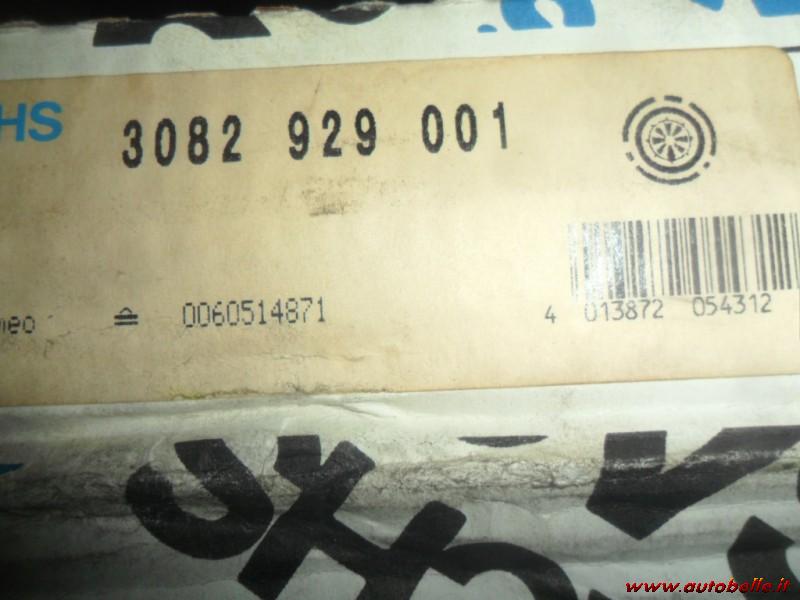 HS 3082 929 001
meo ≙ 0060514871
4 013872 054312
www.autobelle.it